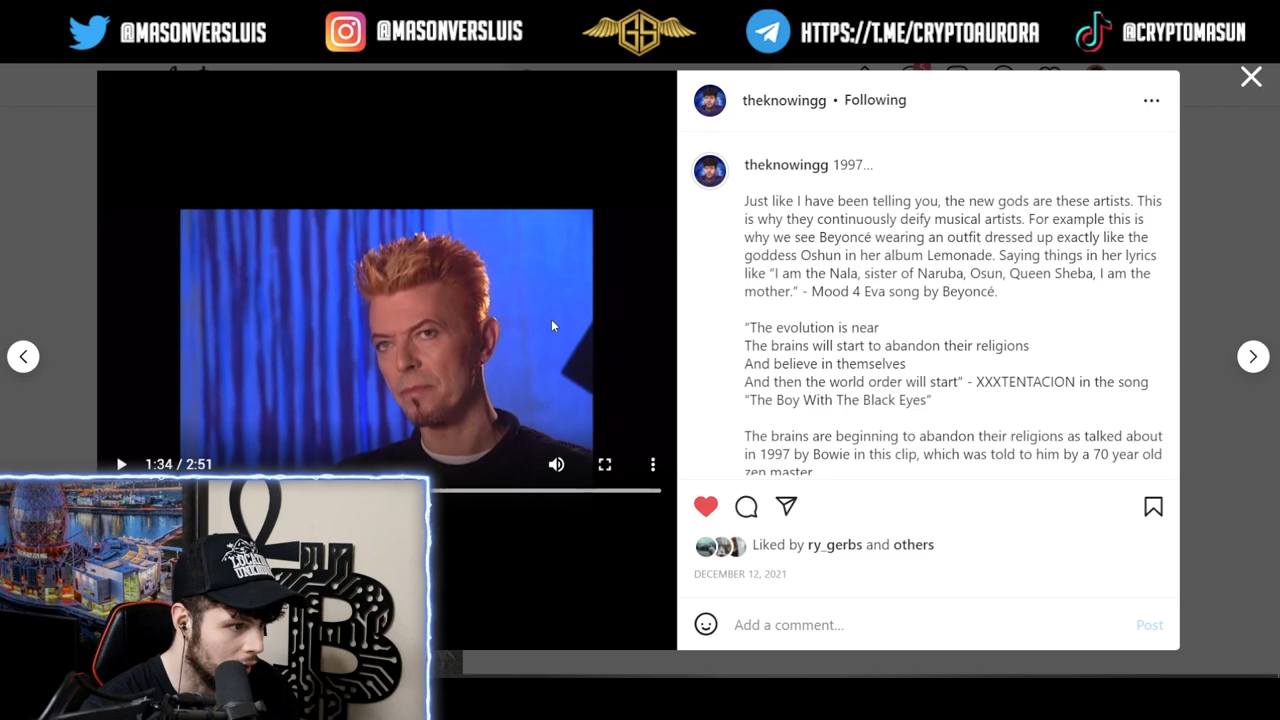 @MASONVERSLUIS
@MASONVERSLUIS
GS
HTTPS://T.ME/CRYPTOAURORA
@CRYPTOMASUN
theknowingg • Following
theknowingg 1997...
Just like I have been telling you, the new gods are these artists. This
is why they continuously deify musical artists. For example this is
why we see Beyoncé wearing an outfit dressed up exactly like the
goddess Oshun in her album Lemonade. Saying things in her lyrics
like “I am the Nala, sister of Naruba, Osun, Queen Sheba, I am the
mother.” - Mood 4 Eva song by Beyoncé.
“The evolution is near
The brains will start to abandon their religions
And believe in themselves
And then the world order will start” - XXXTENTACION in the song
“The Boy With The Black Eyes”
The brains are beginning to abandon their religions as talked about
in 1997 by Bowie in this clip, which was told to him by a 70 year old
zen master
1:34 / 2:51
Liked by ry_gerbs and others
DECEMBER 12, 2021
Add a comment...
Post